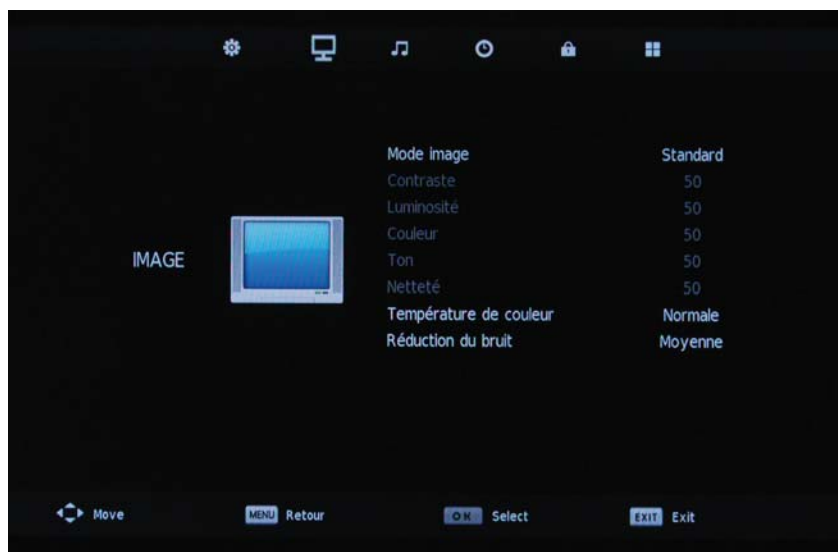 Mode image Standard
Contraste 50
Luminosité 50
Couleur 50
IMAGE
Ton 50
Netteté 50
Température de couleur Normale
Réduction du bruit Moyenne
Move MENU Retour OK Select EXIT Exit